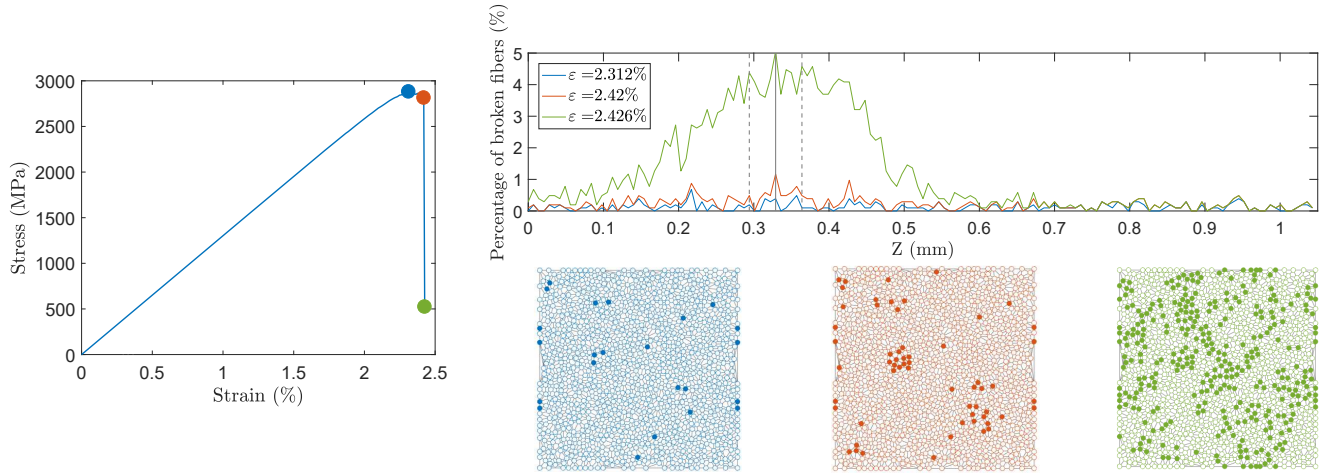 3000
2500
2000
1500
1000
500
0
Stress (MPa)
0 0.5 1 1.5 2 2.5
Strain (%)
Percentage of broken fibers (%)
5
4
3
2
1
0
ε =2.312%
ε =2.42%
ε =2.426%
0 0.1 0.2 0.3 0.4 0.5 0.6 0.7 0.8 0.9 1
Z (mm)